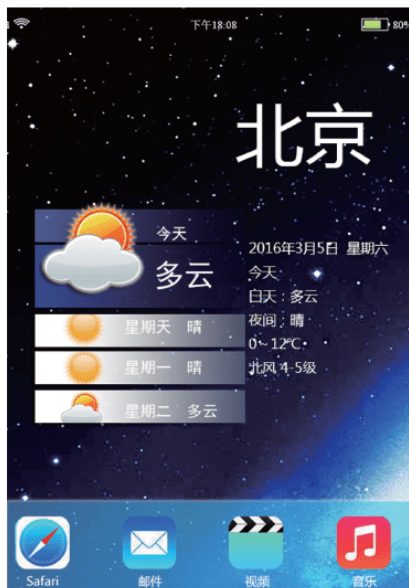 下午18:08
80%
北京
今天
多云
星期天 晴
星期一 晴
星期二 多云
2016年3月5日 星期六
今天
白天：多云
夜间：晴
0～12℃
北风 4-5级
Safari
邮件
视频
音乐